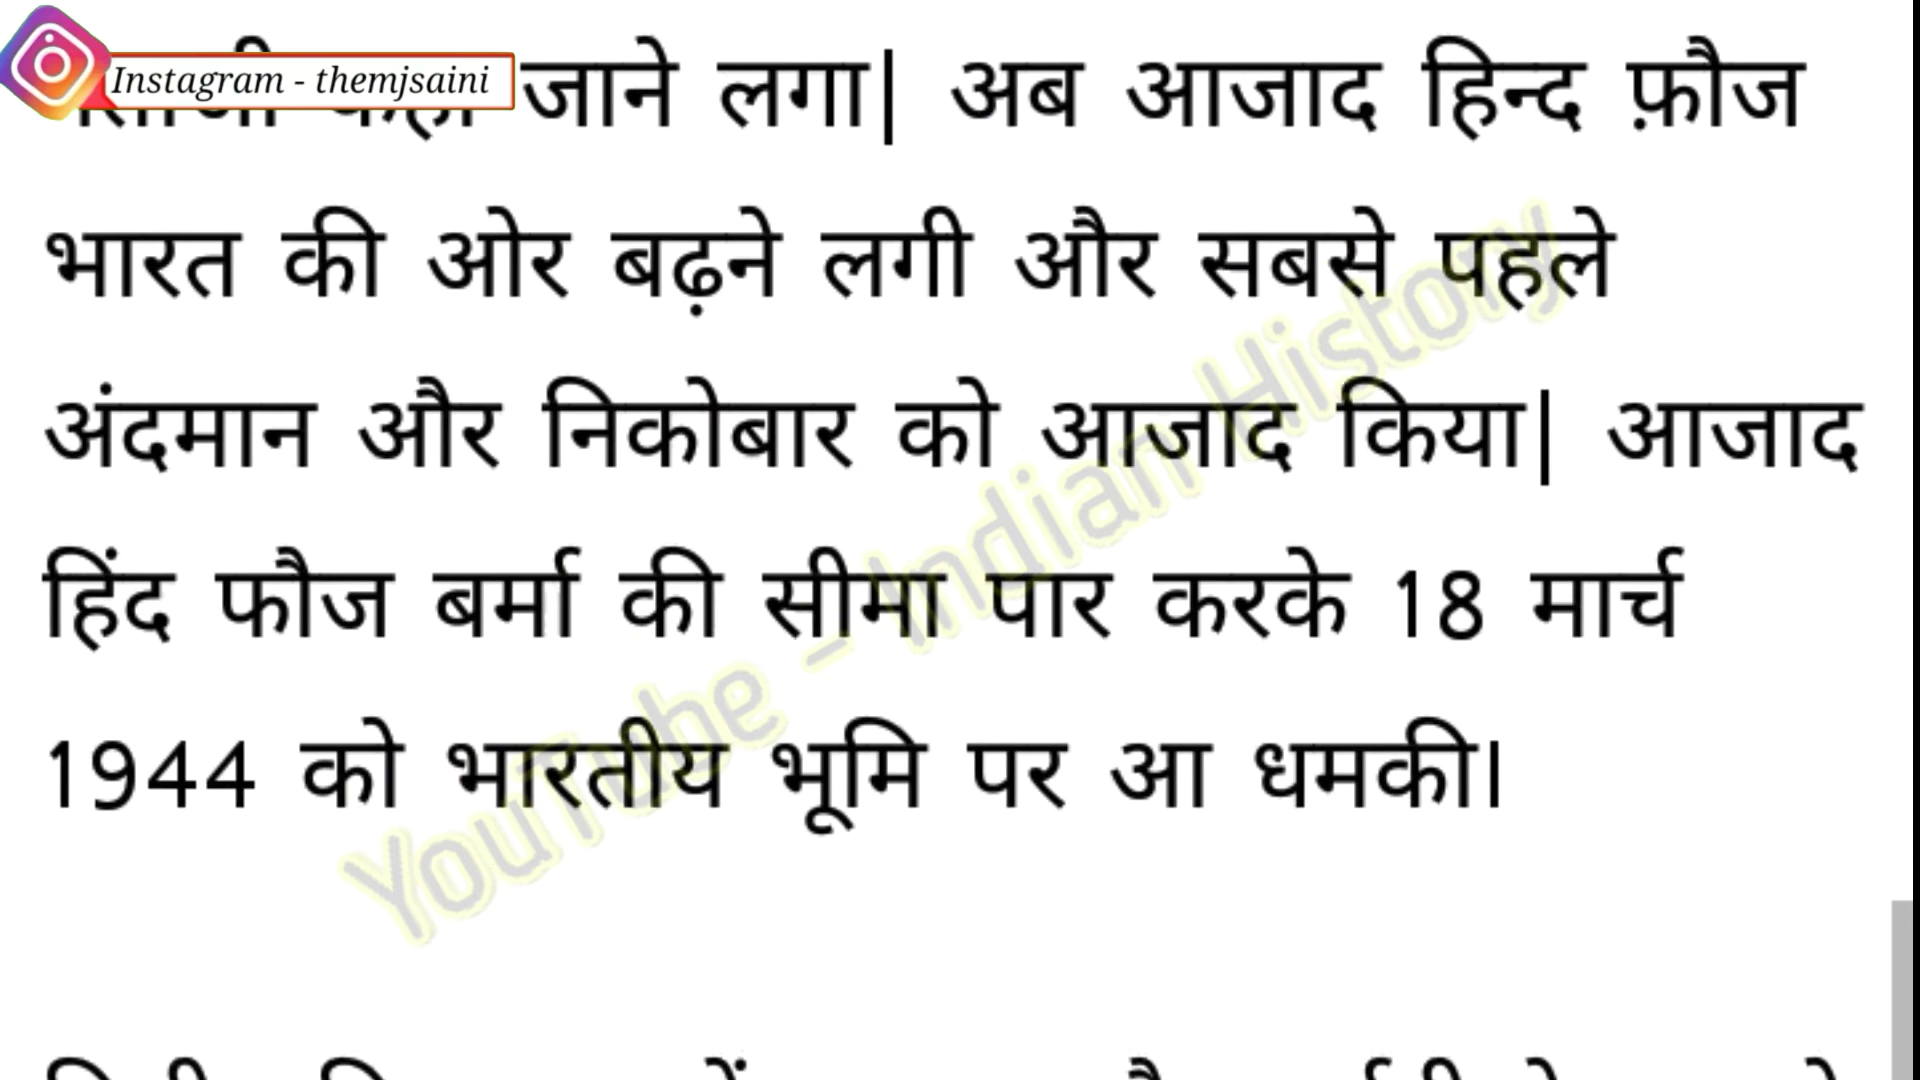 Instagram - themjsaini
जाने लगा| अब आजाद हिन्द फ़ौज
भारत की ओर बढ़ने लगी और सबसे पहले
अंदमान और निकोबार को आजाद किया| आजाद
हिंद फौज बर्मा की सीमा पार करके 18 मार्च
1944 को भारतीय भूमि पर आ धमकी।
YouTube - Indian History